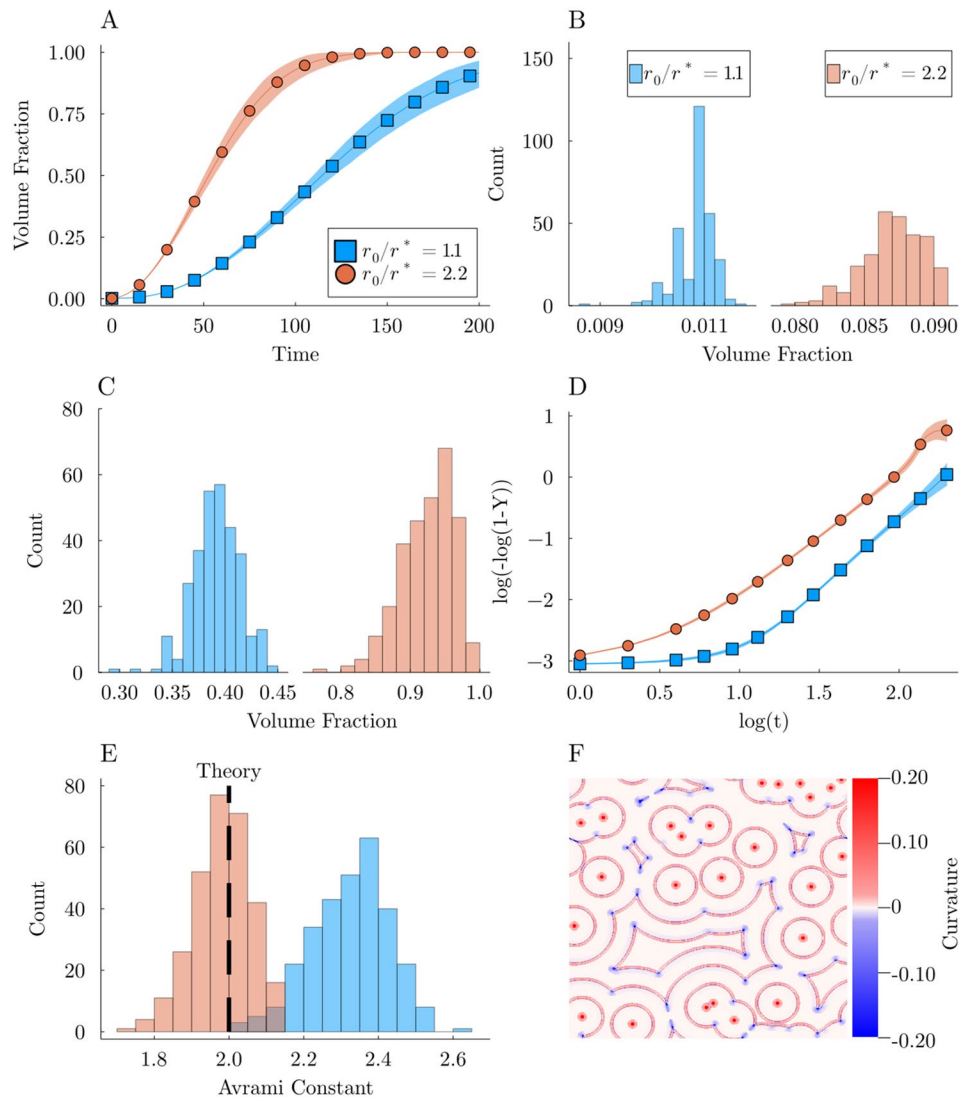 A
Volume Fraction
1.00
0.75
0.50
0.25
0.00
0 50 100 150 200
Time
r₀/r* = 1.1
r₀/r* = 2.2
B
Count
150
100
50
0
r₀/r* = 1.1
r₀/r* = 2.2
0.009 0.011 0.080 0.085 0.090
Volume Fraction
C
Count
80
60
40
20
0
0.30 0.35 0.40 0.45 0.8 0.9 1.0
Volume Fraction
D
log(-log(1-Y))
1
0
−1
−2
−3
0.0 0.5 1.0 1.5 2.0
log(t)
E
Theory
Count
80
60
40
20
0
1.8 2.0 2.2 2.4 2.6
Avrami Constant
F
0.20
0.10
0
-0.10
-0.20
Curvature